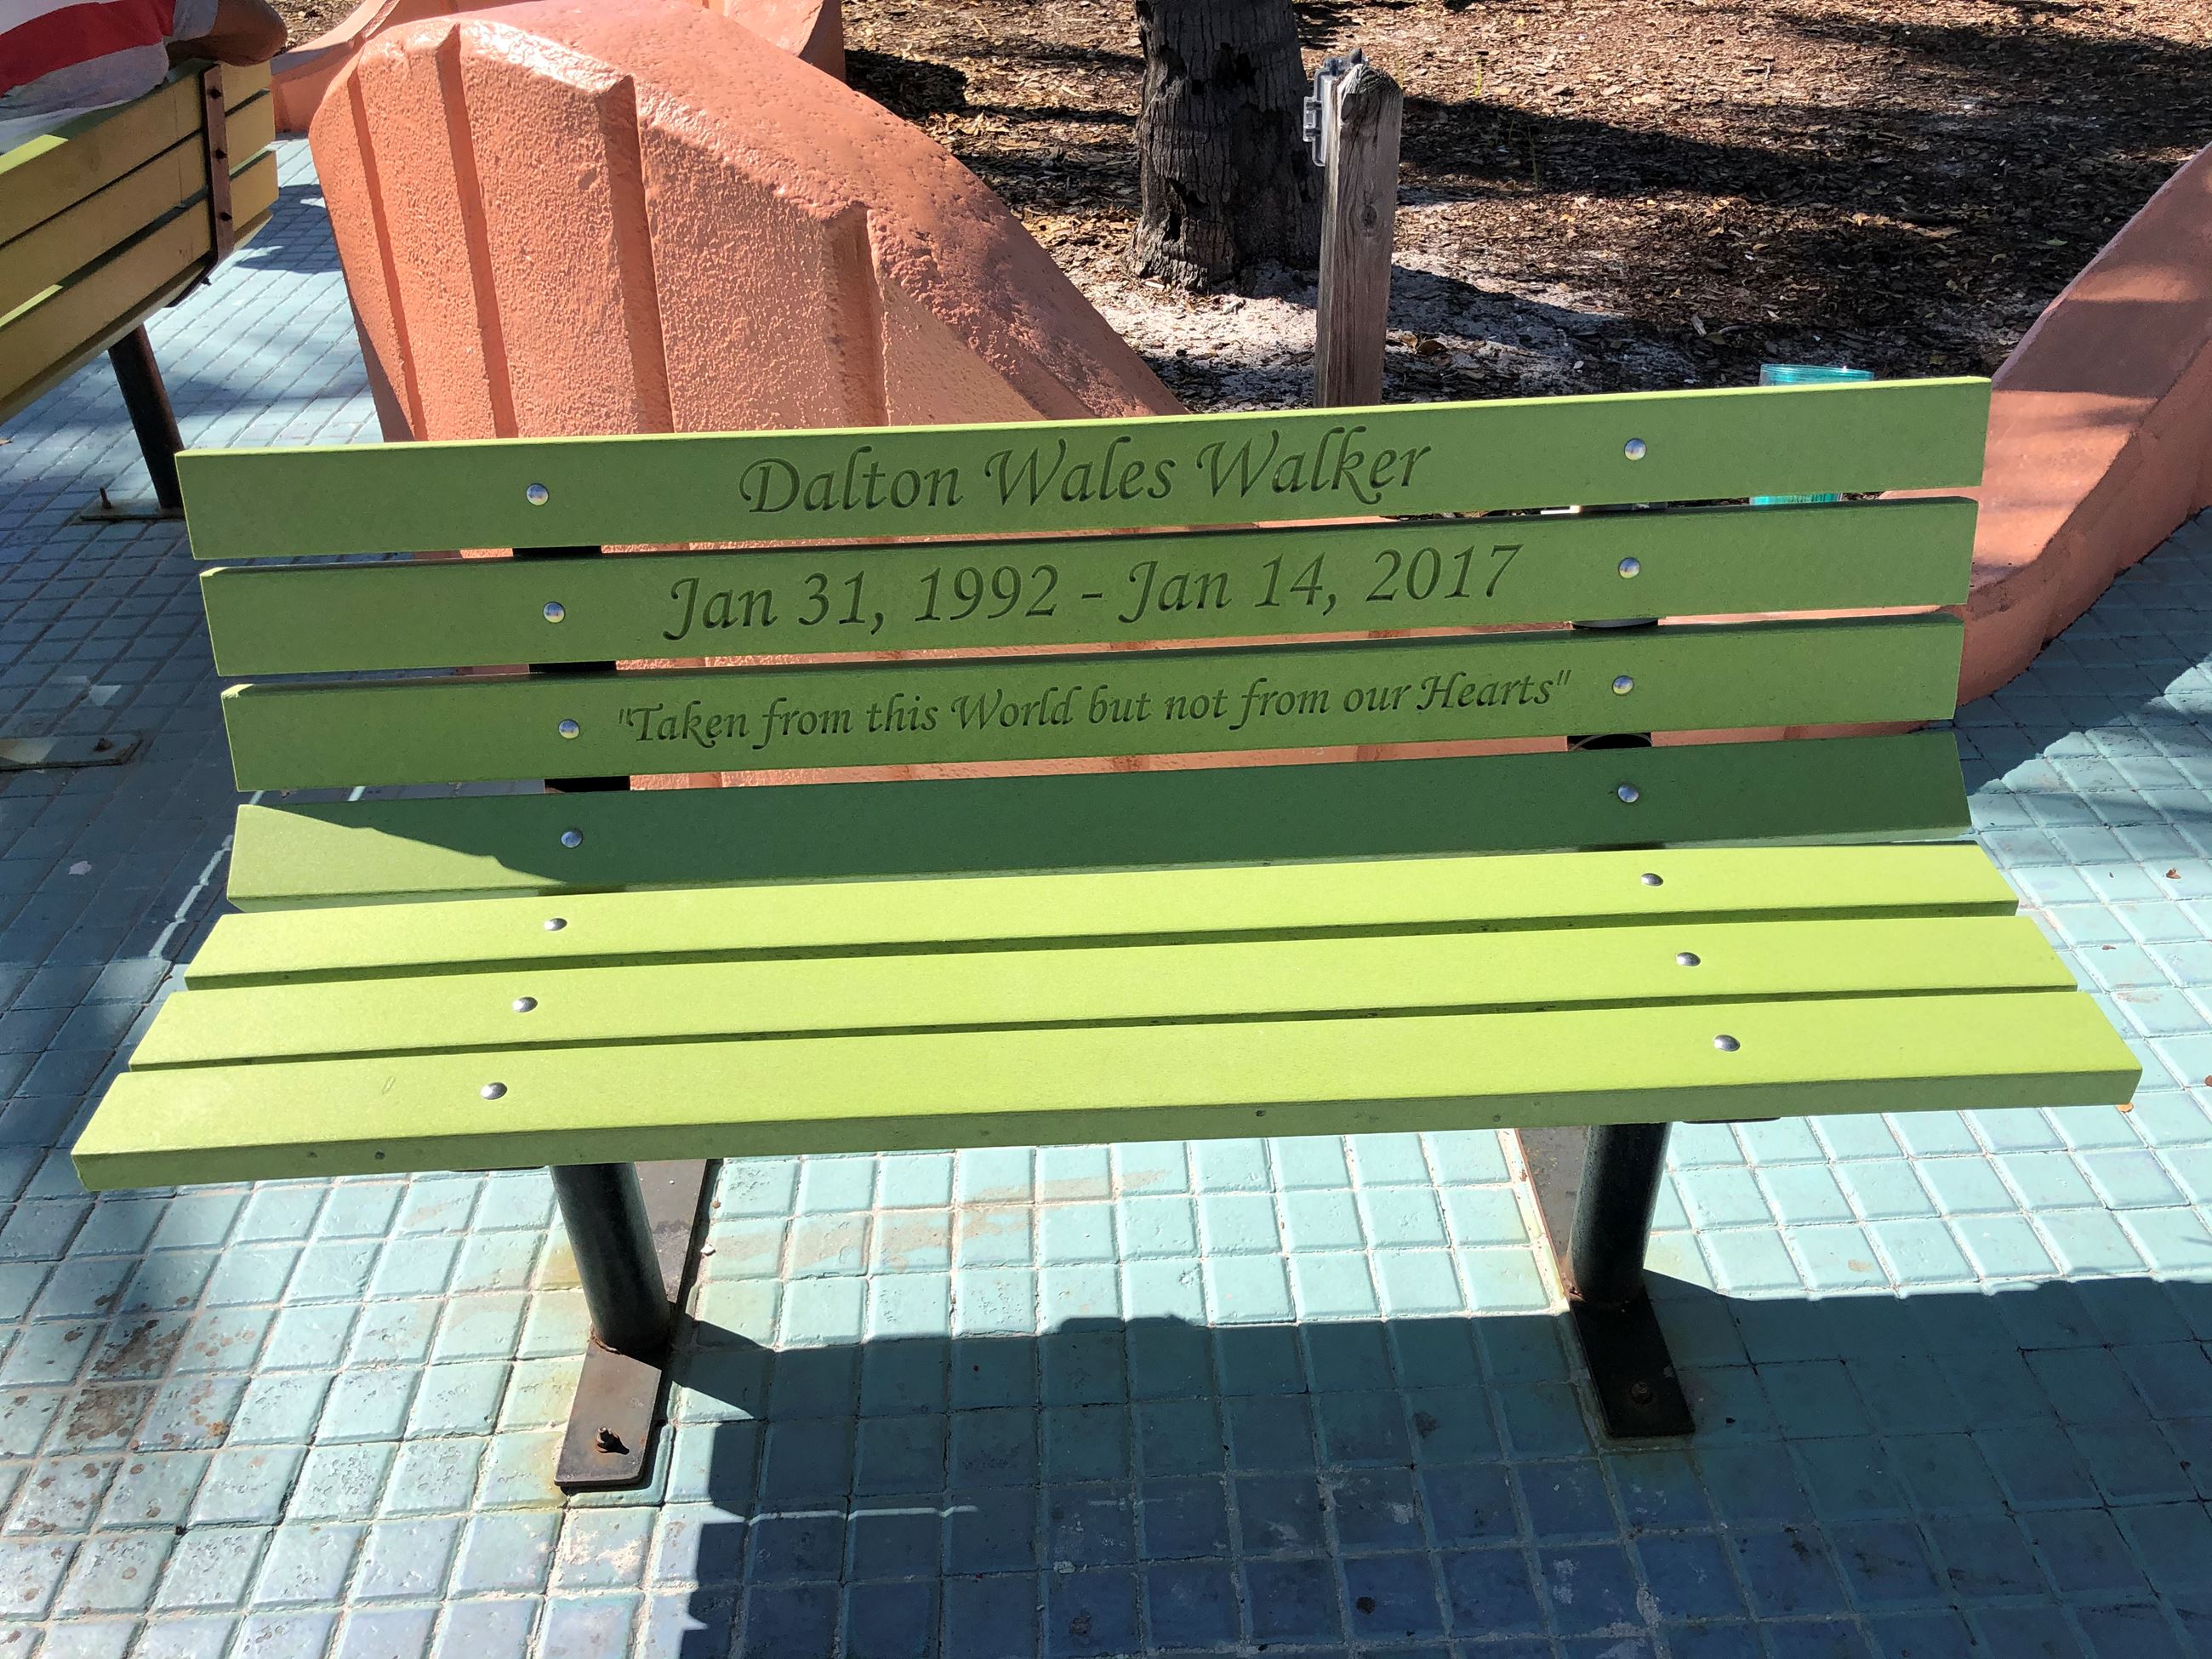 Dalton Wales Walker
Jan 31, 1992 - Jan 14, 2017
"Taken from this World but not from our Hearts"